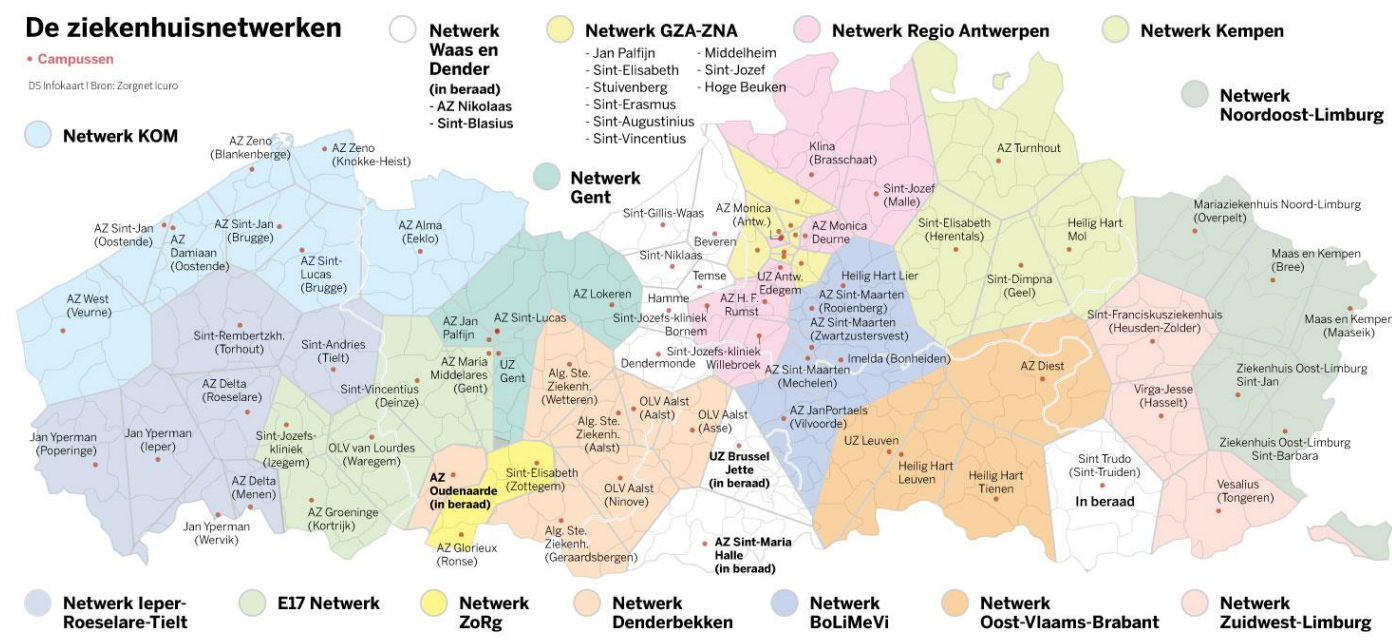 De ziekenhuisnetwerken
• Campussen
DS Infokaart I Bron: Zorgnet Icuro
Netwerk
Waas en
Dender
(in beraad)
- AZ Nikolaas
- Sint-Blasius
Netwerk GZA-ZNA
- Jan Palfijn
- Sint-Elisabeth
- Stuivenberg
- Sint-Erasmus
- Sint-Augustinius
- Sint-Vincentius
- Middelheim
- Sint-Jozef
- Hoge Beuken
Netwerk Regio Antwerpen
Netwerk Kempen
Netwerk
Noordoost-Limburg
Netwerk KOM
Netwerk
Gent
AZ Zeno
(Blankenberge)
AZ Zeno
(Knokke-Heist)
AZ Sint-Jan
(Oostende)
AZ
Damiaan
(Oostende)
AZ Sint-Jan
(Brugge)
AZ Sint-
Lucas
(Brugge)
AZ Alma
(Eeklo)
AZ West
(Veurne)
Sint-Rembertzkh.
(Torhout)
Sint-Andries
(Tielt)
AZ Delta
(Roeselare)
Jan Yperman
(Poperinge)
Jan Yperman
(Ieper)
AZ Delta
(Menen)
Jan Yperman
(Wervik)
Sint-Jozefs-
kliniek
(Izegem)
Sint-Vincentius
(Deinze)
OLV van Lourdes
(Waregem)
AZ Groeninge
(Kortrijk)
AZ Jan
Palfijn
AZ Sint-Lucas
AZ Maria
Middelares
(Gent)
UZ
Gent
AZ Lokeren
AZ
Oudenaarde
(in beraad)
Sint-Elisabeth
(Zottegem)
AZ Glorieux
(Ronse)
Alg. Ste.
Ziekenh.
(Wetteren)
Alg. Ste.
Ziekenh.
(Aalst)
OLV Aalst
(Aalst)
OLV Aalst
(Asse)
OLV Aalst
(Ninove)
Alg. Ste.
Ziekenh.
(Geraardsbergen)
Sint-Gillis-Waas
Beveren
Sint-Niklaas
Temse
Hamme
Sint-Jozefs-kliniek
Bornem
Dendermonde
Sint-Jozefs-kliniek
Willebroek
AZ Monica
(Antw.)
AZ Monica
Deurne
UZ Antw.
Edegem
AZ H. F.
Rumst
Klina
(Brasschaat)
Sint-Jozef
(Malle)
Heilig Hart Lier
AZ Sint-Maarten
(Rooienberg)
AZ Sint-Maarten
(Zwartzustersvest)
Imelda (Bonheiden)
AZ Sint-Maarten
(Mechelen)
AZ JanPortaels
(Vilvoorde)
UZ Brussel
Jette
(in beraad)
AZ Sint-Maria
Halle
(in beraad)
AZ Turnhout
Sint-Elisabeth
(Herentals)
Heilig Hart
Mol
Sint-Dimpna
(Geel)
AZ Diest
UZ Leuven
Heilig Hart
Leuven
Heilig Hart
Tienen
Sint Trudo
(Sint-Truiden)
In beraad
Mariaziekenhuis Noord-Limburg
(Overpelt)
Maas en Kempen
(Bree)
Maas en Kempen
(Maaseik)
Sint-Franciskusziekenhuis
(Heusden-Zolder)
Virga-Jesse
(Hasselt)
Ziekenhuis Oost-Limburg
Sint-Jan
Ziekenhuis Oost-Limburg
Sint-Barbara
Vesalius
(Tongeren)
Netwerk Ieper-
Roeselare-Tielt
E17 Netwerk
Netwerk
ZoRg
Netwerk
Denderbekken
Netwerk
BoLiMeVi
Netwerk
Oost-Vlaams-Brabant
Netwerk
Zuidwest-Limburg